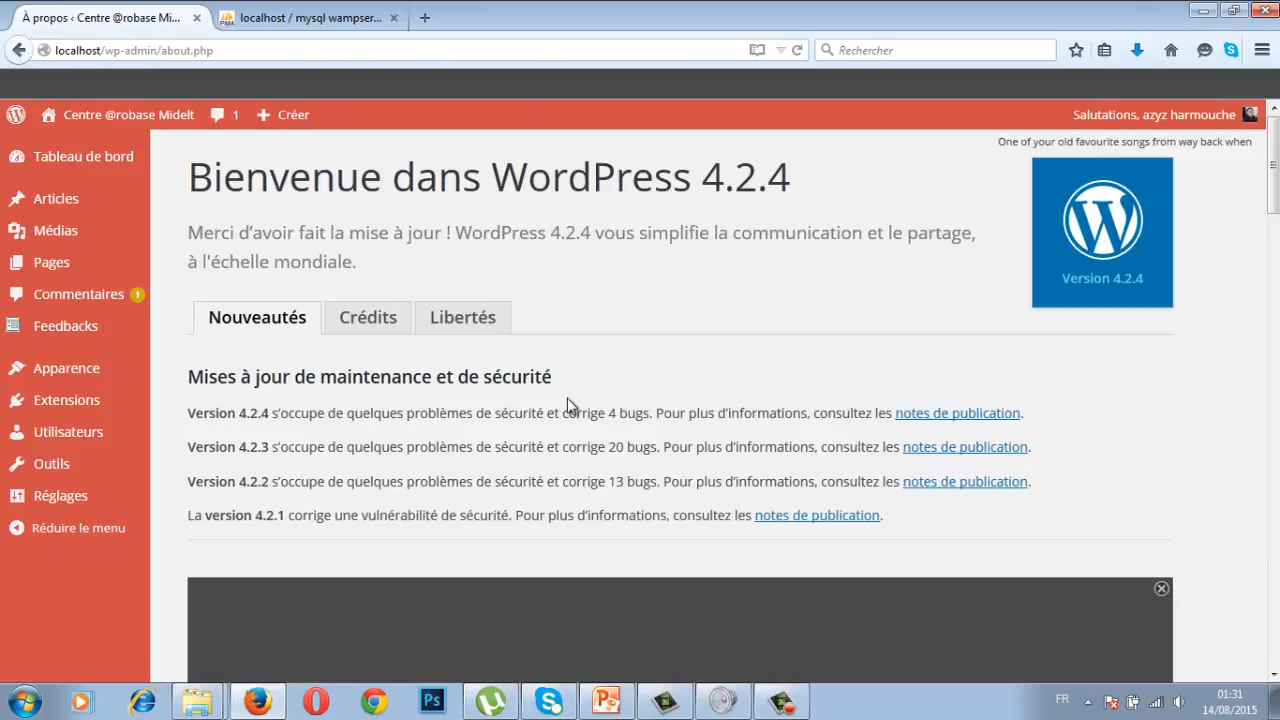 À propos ‹ Centre @robase Mi...
localhost / mysql wampser...
localhost/wp-admin/about.php
Rechercher
Centre @robase Midelt
1
Créer
Salutations, azyz harmouche
One of your old favourite songs from way back when
Tableau de bord
Articles
Médias
Pages
Commentaires 1
Feedbacks
Apparence
Extensions
Utilisateurs
Outils
Réglages
Réduire le menu
Bienvenue dans WordPress 4.2.4
Merci d’avoir fait la mise à jour ! WordPress 4.2.4 vous simplifie la communication et le partage,
à l'échelle mondiale.
Version 4.2.4
Nouveautés
Crédits
Libertés
Mises à jour de maintenance et de sécurité
Version 4.2.4 s’occupe de quelques problèmes de sécurité et corrige 4 bugs. Pour plus d’informations, consultez les notes de publication.
Version 4.2.3 s’occupe de quelques problèmes de sécurité et corrige 20 bugs. Pour plus d’informations, consultez les notes de publication.
Version 4.2.2 s’occupe de quelques problèmes de sécurité et corrige 13 bugs. Pour plus d’informations, consultez les notes de publication.
La version 4.2.1 corrige une vulnérabilité de sécurité. Pour plus d’informations, consultez les notes de publication.
Ps
FR
01:31
14/08/2015